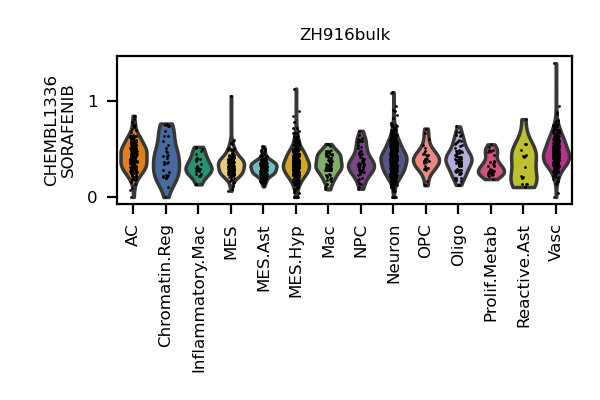 ZH916bulk
CHEMBL1336
SORAFENIB
1
0
AC
Chromatin.Reg
Inflammatory.Mac
MES
MES.Ast
MES.Hyp
Mac
NPC
Neuron
OPC
Oligo
Prolif.Metab
Reactive.Ast
Vasc